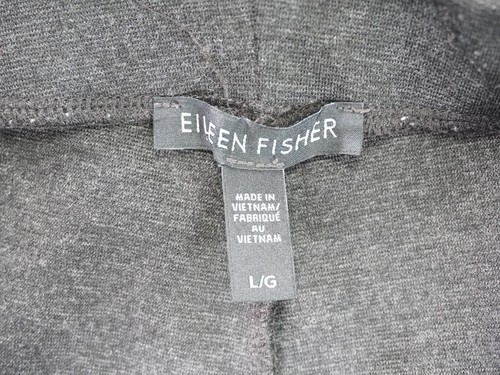 EILEEN FISHER
MADE IN
VIETNAM/
FABRIQUÉ
AU
VIETNAM
L/G